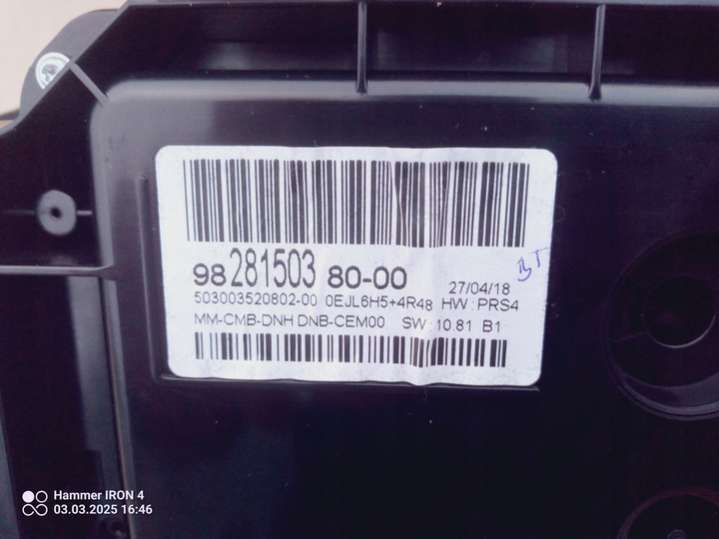 98 281503 80-00
27/04/18
503003520802-00 0EJL6H5+4R48 HW : PRS4
MM-CMB-DNH DNB-CEM00 SW : 10.81 B1
BT
Hammer IRON 4
03.03.2025 16:46